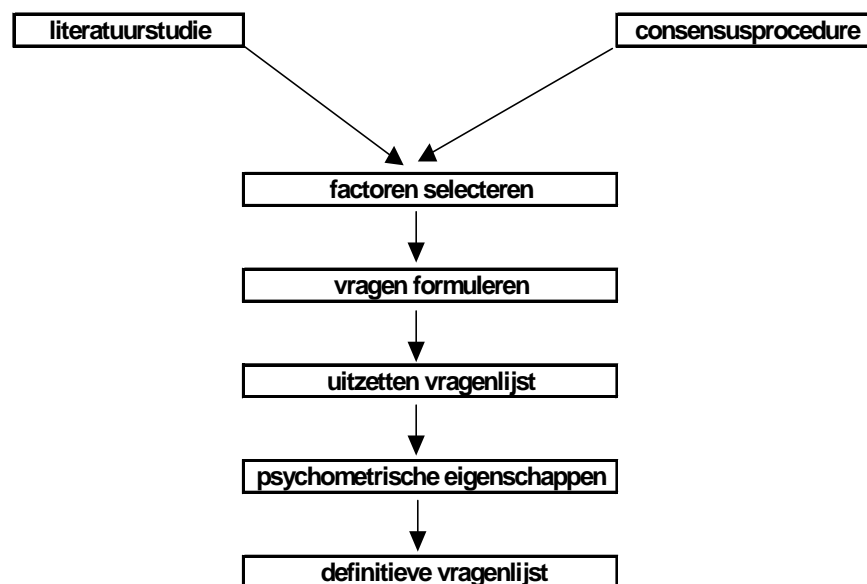 literatuurstudie
consensusprocedure
factoren selecteren
vragen formuleren
uitzetten vragenlijst
psychometrische eigenschappen
definitieve vragenlijst